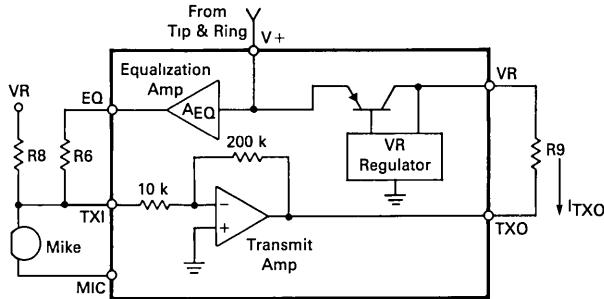 From
Tip & Ring
V+
Equalization
Amp
VR
EQ
AEQ
VR
R8
R6
200 k
VR
Regulator
R9
10 k
ITXO
TXI
Mike
Transmit
Amp
TXO
MIC